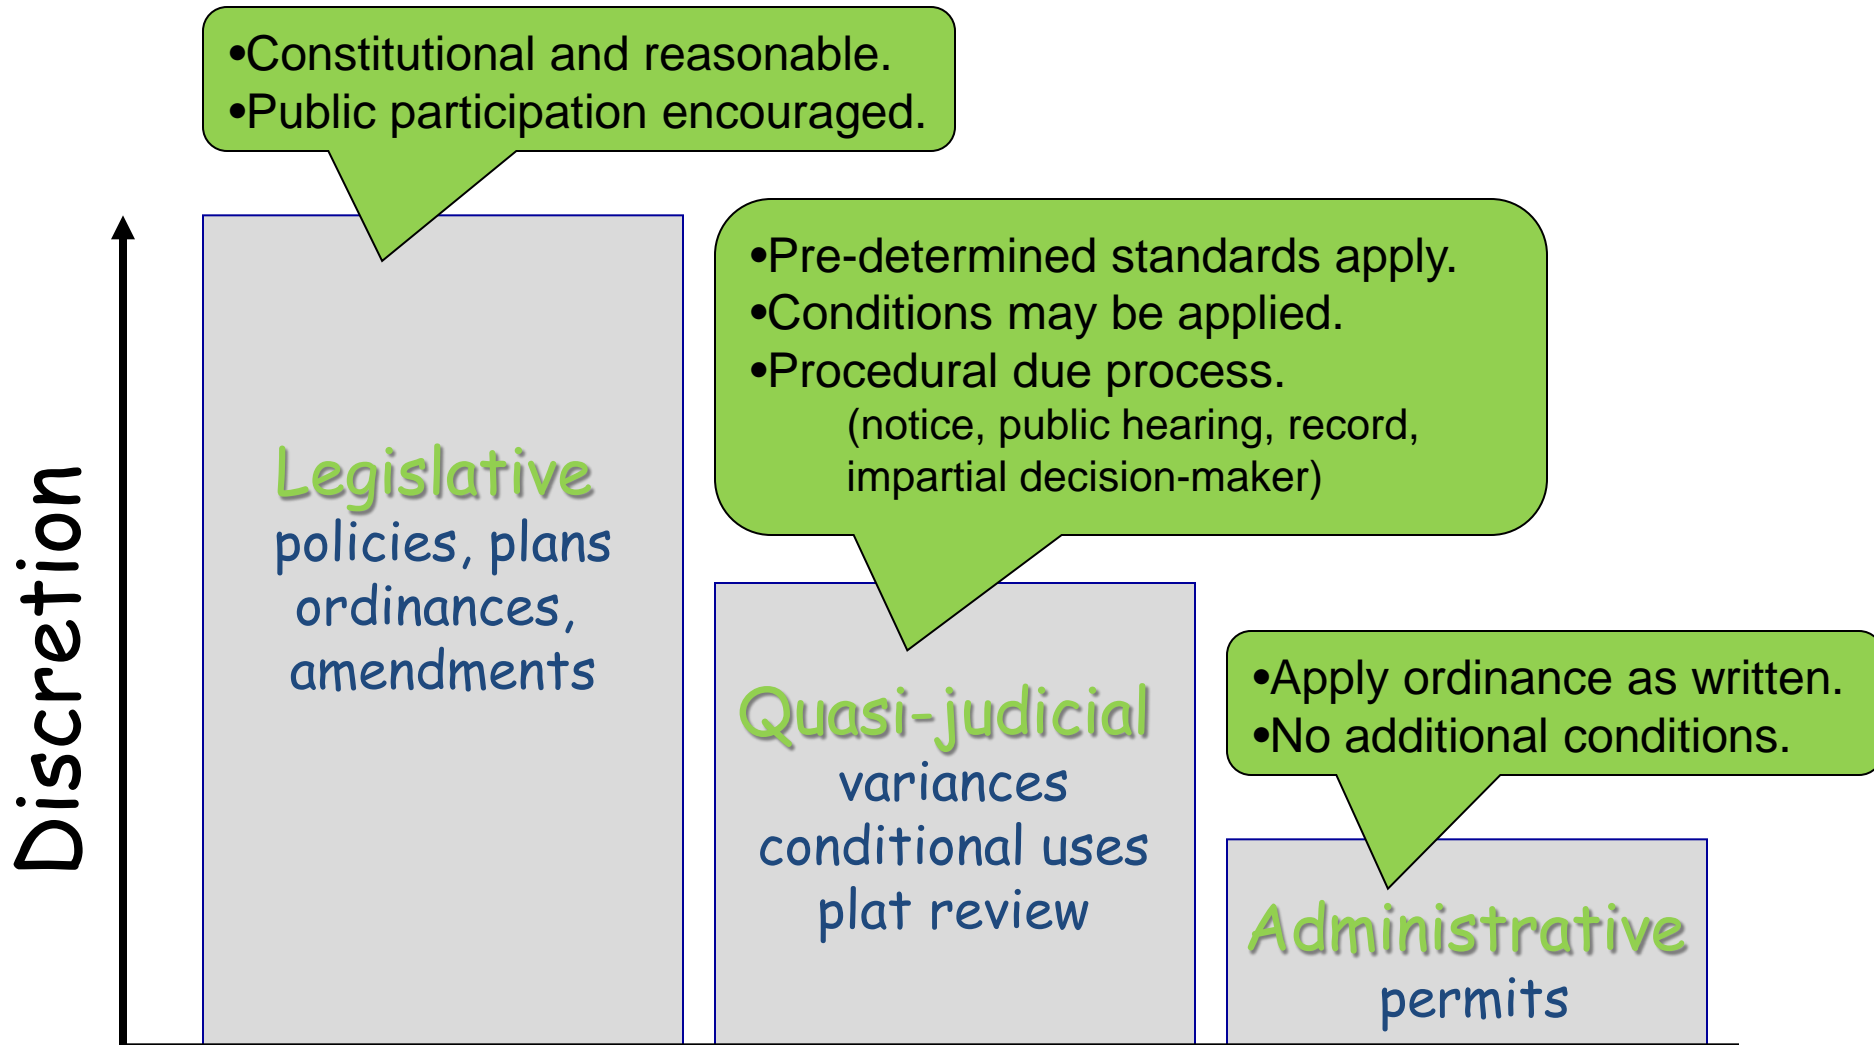 •Constitutional and reasonable.
•Public participation encouraged.
Discretion
Legislative
policies, plans
ordinances,
amendments
•Pre-determined standards apply.
•Conditions may be applied.
•Procedural due process.
(notice, public hearing, record,
impartial decision-maker)
Quasi-judicial
variances
conditional uses
plat review
•Apply ordinance as written.
•No additional conditions.
Administrative
permits